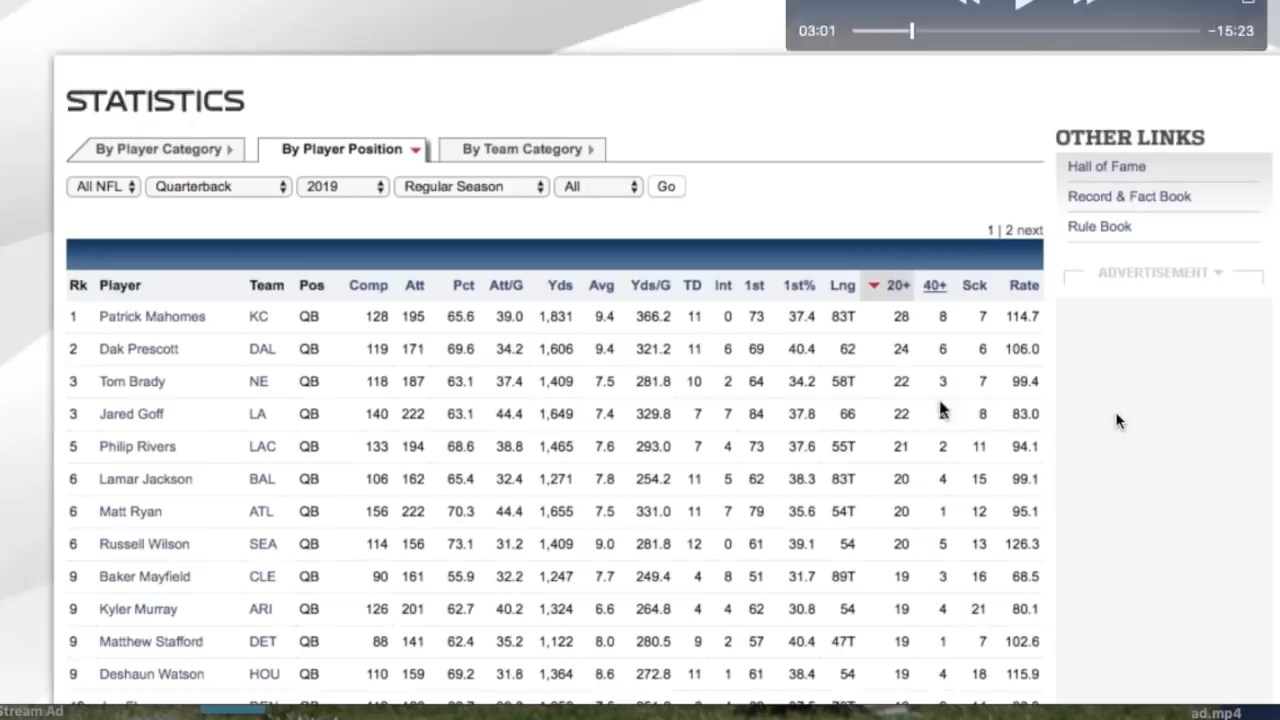 03:01 −15:23
STATISTICS
By Player Category By Player Position By Team Category
OTHER LINKS
Hall of Fame
Record & Fact Book
Rule Book
ADVERTISEMENT
All NFL Quarterback 2019 Regular Season All Go
1 | 2 next
Rk Player Team Pos Comp Att Pct Att/G Yds Avg Yds/G TD Int 1st 1st% Lng 20+ 40+ Sck Rate
1 Patrick Mahomes KC QB 128 195 65.6 39.0 1,831 9.4 366.2 11 0 73 37.4 83T 28 8 7 114.7
2 Dak Prescott DAL QB 119 171 69.6 34.2 1,606 9.4 321.2 11 6 69 40.4 62 24 6 6 106.0
3 Tom Brady NE QB 118 187 63.1 37.4 1,409 7.5 281.8 10 2 64 34.2 58T 22 3 7 99.4
3 Jared Goff LA QB 140 222 63.1 44.4 1,649 7.4 329.8 7 7 84 37.8 66 22 8 83.0
5 Philip Rivers LAC QB 133 194 68.6 38.8 1,465 7.6 293.0 7 4 73 37.6 55T 21 2 11 94.1
6 Lamar Jackson BAL QB 106 162 65.4 32.4 1,271 7.8 254.2 11 5 62 38.3 83T 20 4 15 99.1
6 Matt Ryan ATL QB 156 222 70.3 44.4 1,655 7.5 331.0 11 7 79 35.6 54T 20 1 12 95.1
6 Russell Wilson SEA QB 114 156 73.1 31.2 1,409 9.0 281.8 12 0 61 39.1 54 20 5 13 126.3
9 Baker Mayfield CLE QB 90 161 55.9 32.2 1,247 7.7 249.4 4 8 51 31.7 89T 19 3 16 68.5
9 Kyler Murray ARI QB 126 201 62.7 40.2 1,324 6.6 264.8 4 4 62 30.8 54 19 4 21 80.1
9 Matthew Stafford DET QB 88 141 62.4 35.2 1,122 8.0 280.5 9 2 57 40.4 47T 19 1 7 102.6
9 Deshaun Watson HOU QB 110 159 69.2 31.8 1,364 8.6 272.8 11 1 61 38.4 54 19 4 18 115.9
Stream Ad ad.mp4